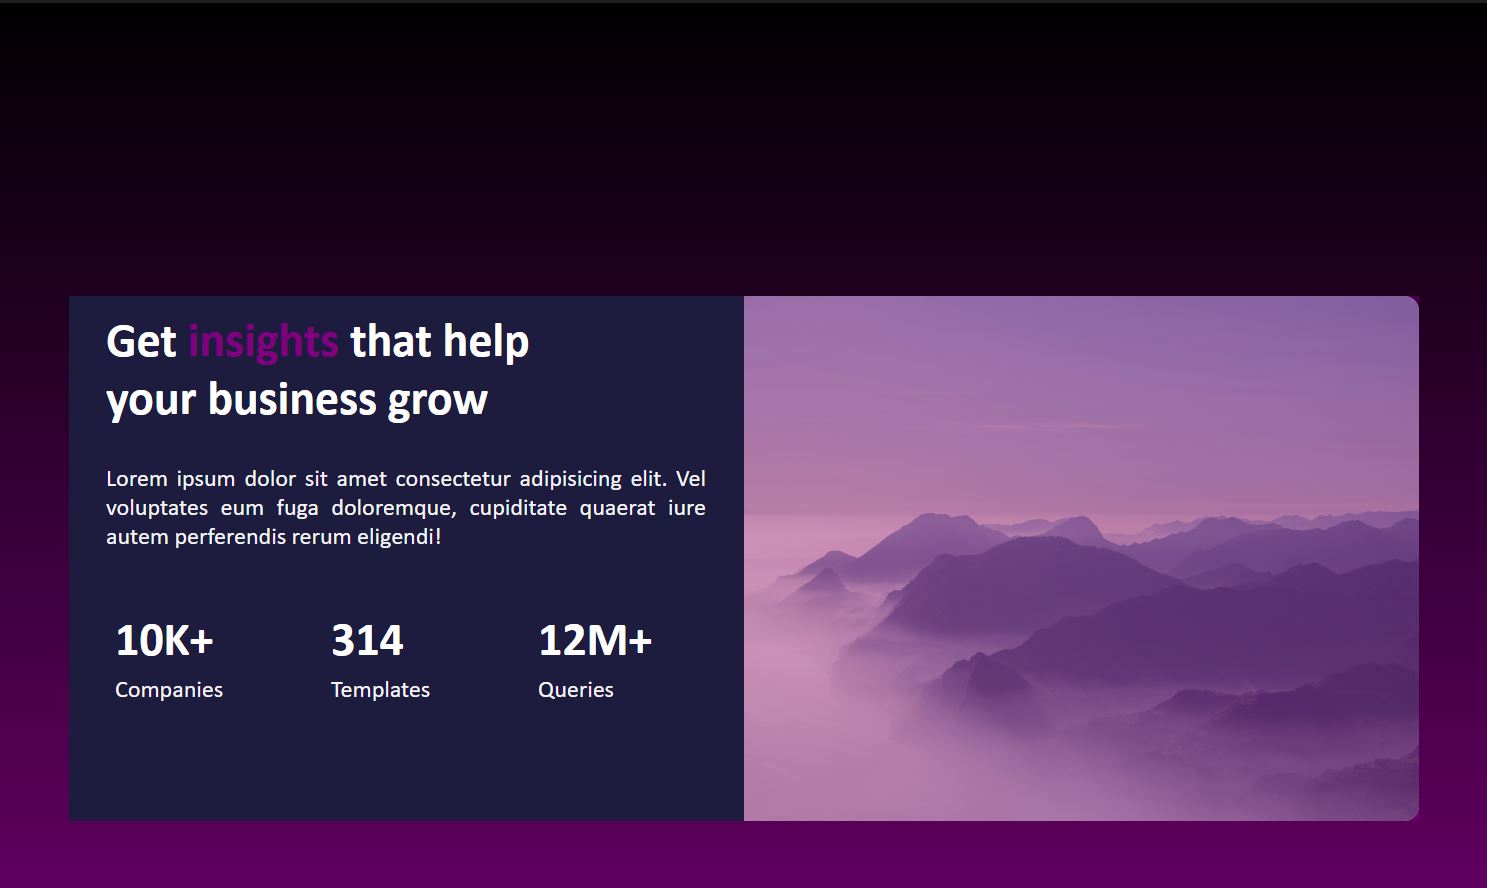 Get insights that help
your business grow
Lorem ipsum dolor sit amet consectetur adipisicing elit. Vel
voluptates eum fuga doloremque, cupiditate quaerat iure
autem perferendis rerum eligendi!
10K+ 314 12M+
Companies Templates Queries